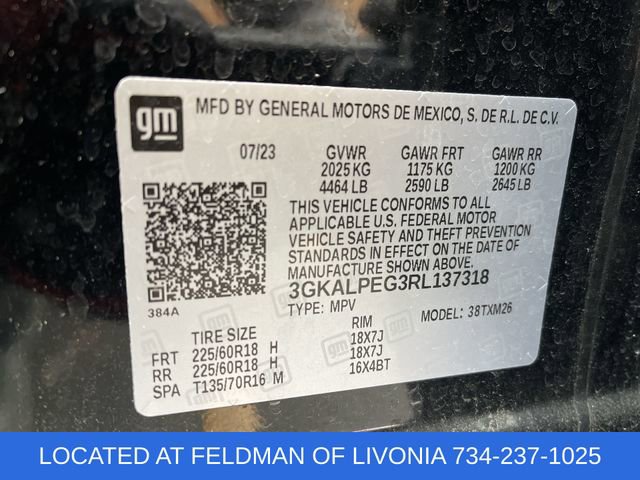 gm
MFD BY GENERAL MOTORS DE MEXICO, S. DE R.L. DE C.V.
07/23 GVWR GAWR FRT GAWR RR
2025 KG 1175 KG 1200 KG
4464 LB 2590 LB 2645 LB
THIS VEHICLE CONFORMS TO ALL
APPLICABLE U.S. FEDERAL MOTOR
VEHICLE SAFETY AND THEFT PREVENTION
STANDARDS IN EFFECT ON THE DATE OF
MANUFACTURE SHOWN ABOVE.
3GKALPEG3RL137318
384A
TYPE: MPV MODEL: 38TXM26
TIRE SIZE RIM
FRT 225/60R18 H 18X7J
RR 225/60R18 H 18X7J
SPA T135/70R16 M 16X4BT
LOCATED AT FELDMAN OF LIVONIA 734-237-1025